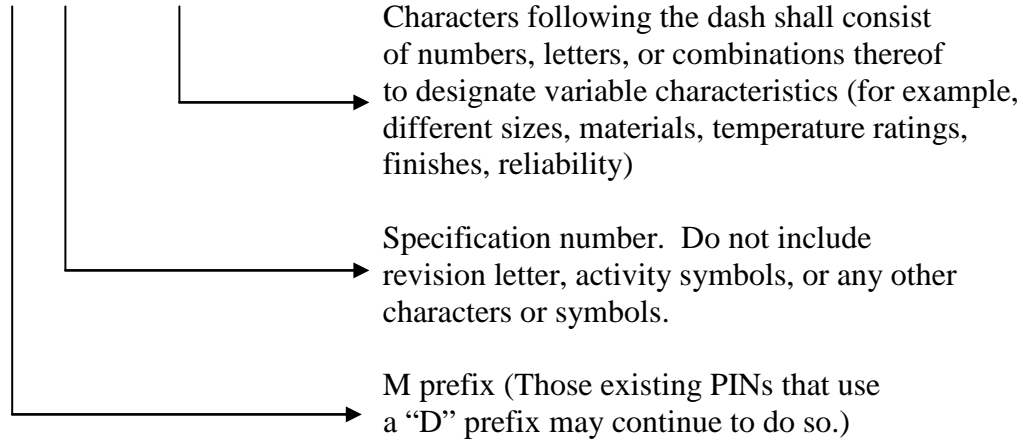 Characters following the dash shall consist
of numbers, letters, or combinations thereof
to designate variable characteristics (for example,
different sizes, materials, temperature ratings,
finishes, reliability)
Specification number.  Do not include
revision letter, activity symbols, or any other
characters or symbols.
M prefix (Those existing PINs that use
a “D” prefix may continue to do so.)